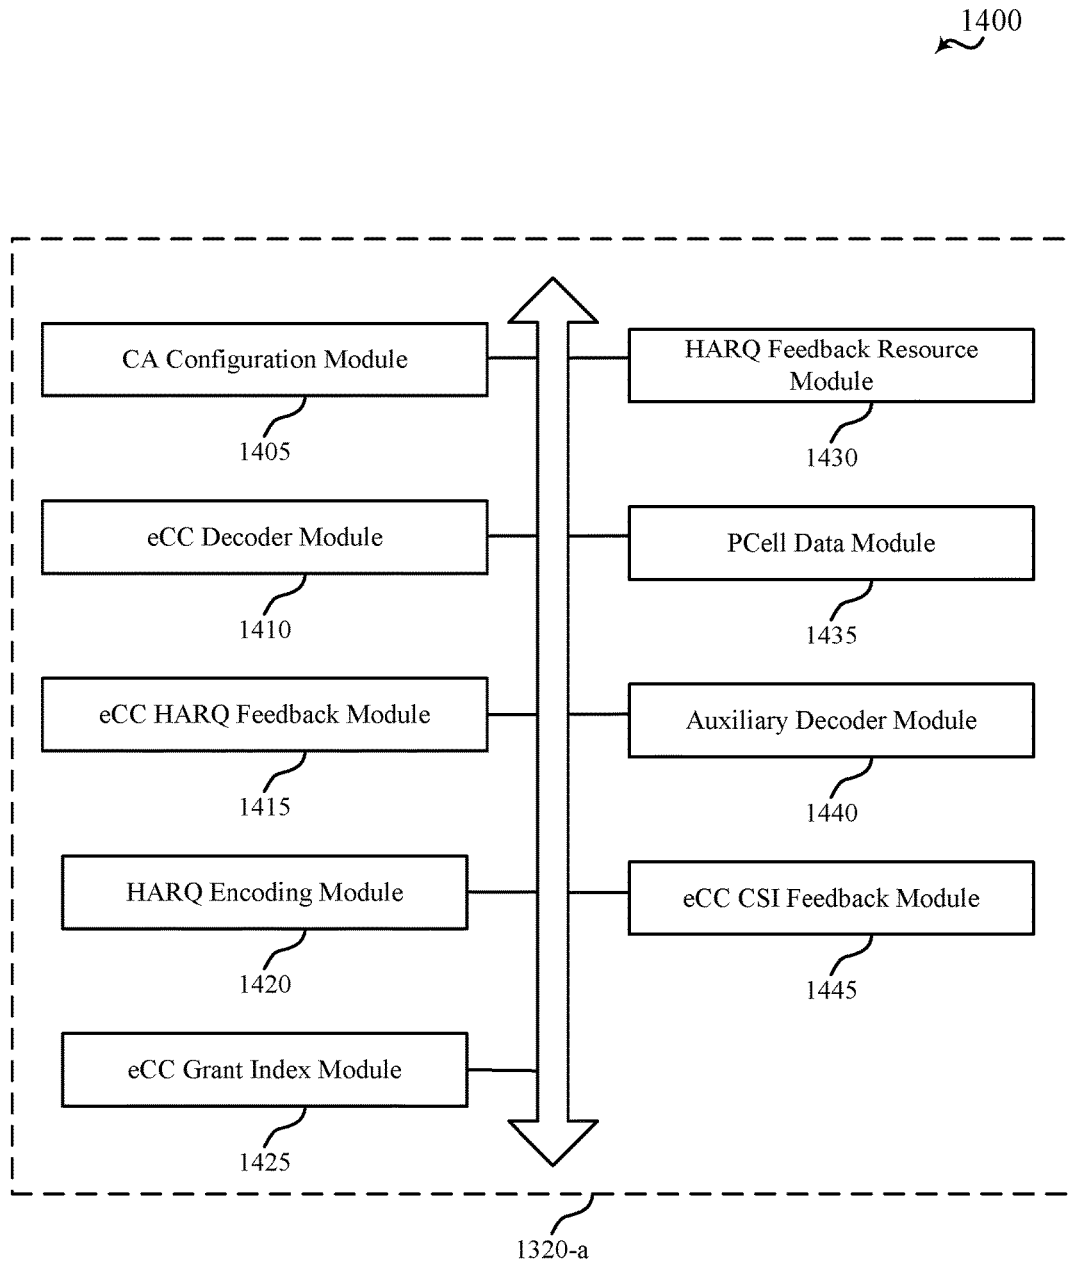 1400
CA Configuration Module
1405
eCC Decoder Module
1410
eCC HARQ Feedback Module
1415
HARQ Encoding Module
1420
eCC Grant Index Module
1425
HARQ Feedback Resource
Module
1430
PCell Data Module
1435
Auxiliary Decoder Module
1440
eCC CSI Feedback Module
1445
1320-a